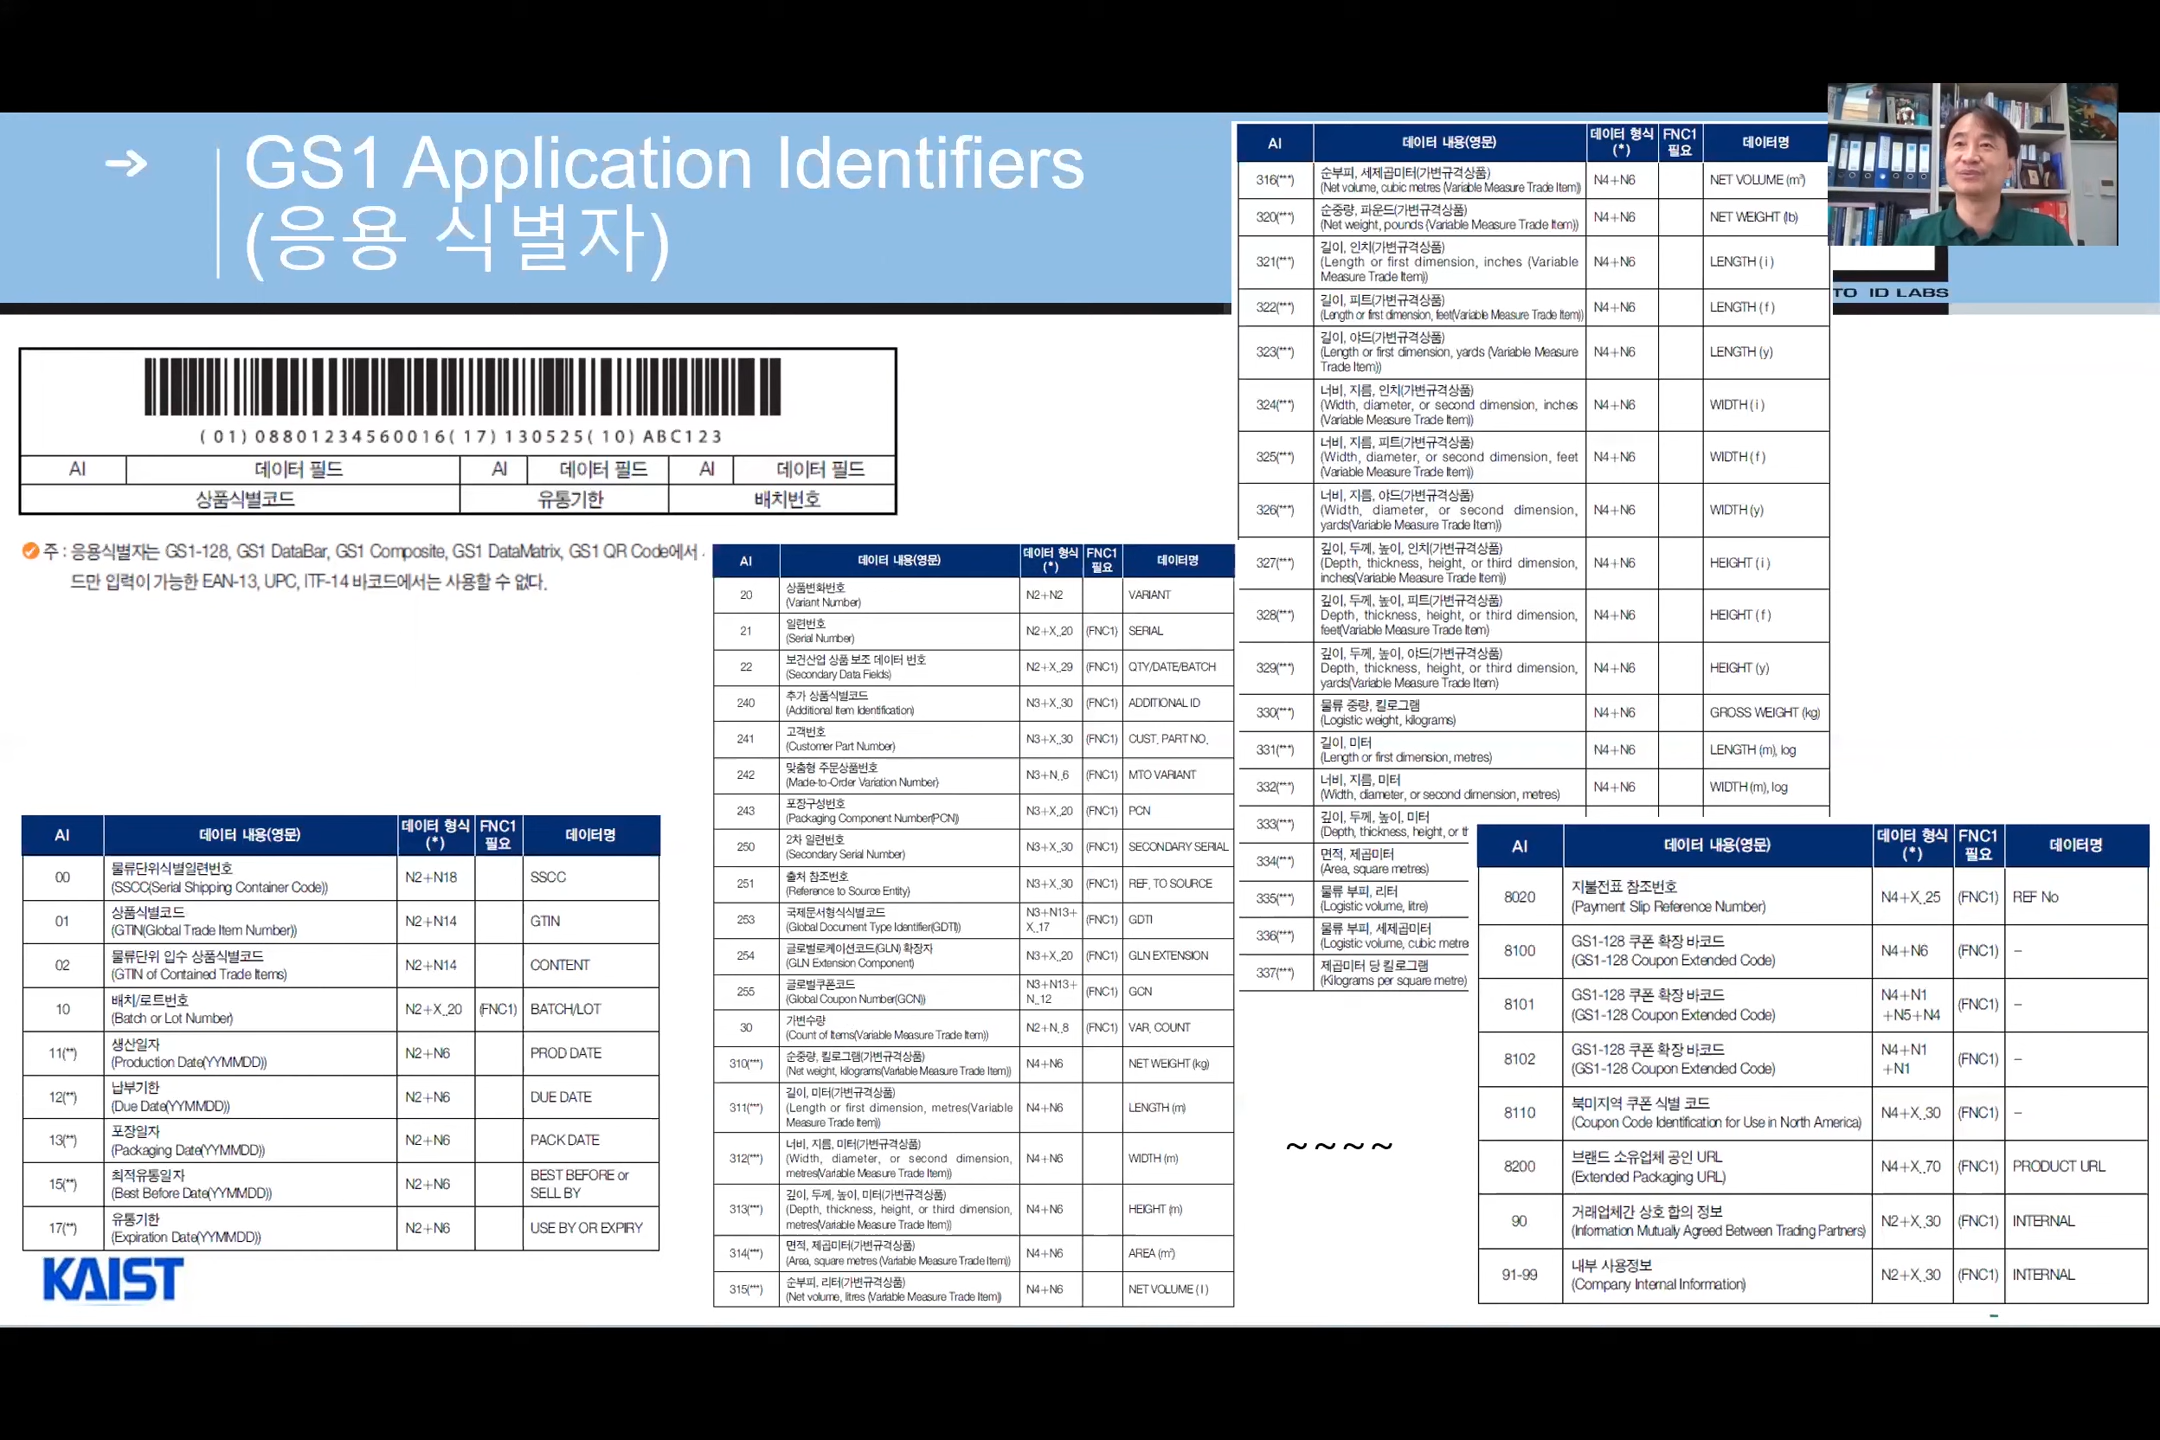 GS1 Application Identifiers
(응용 식별자)
TO ID LABS
(01)08801234560016(17)130525(10)ABC123
AI 데이터 필드 AI 데이터 필드 AI 데이터 필드
상품식별코드 유통기한 배치번호
주 : 응용식별자는 GS1-128, GS1 DataBar, GS1 Composite, GS1 DataMatrix, GS1 QR Code에서
드만 입력이 가능한 EAN-13, UPC, ITF-14 바코드에서는 사용할 수 없다.
AI 데이터 내용(영문) 데이터 형식(*) FNC1 필요 데이터명
00 물류단위식별일련번호 (SSCC(Serial Shipping Container Code)) N2+N18 SSCC
01 상품식별코드 (GTIN(Global Trade Item Number)) N2+N14 GTIN
02 물류단위 입수 상품식별코드 (GTIN of Contained Trade Items) N2+N14 CONTENT
10 배치/로트번호 (Batch or Lot Number) N2+X..20 (FNC1) BATCH/LOT
11(**) 생산일자 (Production Date(YYMMDD)) N2+N6 PROD DATE
12(**) 납부기한 (Due Date(YYMMDD)) N2+N6 DUE DATE
13(**) 포장일자 (Packaging Date(YYMMDD)) N2+N6 PACK DATE
15(**) 최적유통일자 (Best Before Date(YYMMDD)) N2+N6 BEST BEFORE or SELL BY
17(**) 유통기한 (Expiration Date(YYMMDD)) N2+N6 USE BY OR EXPIRY
KAIST
AI 데이터 내용(영문) 데이터 형식(*) FNC1 필요 데이터명
20 상품변화번호 (Variant Number) N2+N2 VARIANT
21 일련번호 (Serial Number) N2+X..20 (FNC1) SERIAL
22 보건산업 상품 보조 데이터 번호 (Secondary Data Fields) N2+X..29 (FNC1) QTY/DATE/BATCH
240 추가 상품식별코드 (Additional Item Identification) N3+X..30 (FNC1) ADDITIONAL ID
241 고객번호 (Customer Part Number) N3+X..30 (FNC1) CUST. PART NO.
242 맞춤형 주문상품번호 (Made-to-Order Variation Number) N3+N..6 (FNC1) MTO VARIANT
243 포장구성번호 (Packaging Component Number(PCN)) N3+X..20 (FNC1) PCN
250 2차 일련번호 (Secondary Serial Number) N3+X..30 (FNC1) SECONDARY SERIAL
251 출처 참조번호 (Reference to Source Entity) N3+X..30 (FNC1) REF. TO SOURCE
253 국제문서형식식별코드 (Global Document Type Identifier(GDTI)) N3+N13+X..17 (FNC1) GDTI
254 글로벌로케이션코드(GLN) 확장자 (GLN Extension Component) N3+X..20 (FNC1) GLN EXTENSION
255 글로벌쿠폰코드 (Global Coupon Number(GCN)) N3+N13+N..12 (FNC1) GCN
30 가변수량 (Count of Items(Variable Measure Trade Item)) N2+N..8 (FNC1) VAR. COUNT
310(***) 순중량, 킬로그램(가변규격상품) (Net weight, kilograms(Variable Measure Trade Item)) N4+N6 NET WEIGHT (kg)
311(***) 길이, 미터(가변규격상품) (Length or first dimension, metres(Variable Measure Trade Item)) N4+N6 LENGTH (m)
312(***) 너비, 지름, 미터(가변규격상품) (Width, diameter, or second dimension, metres(Variable Measure Trade Item)) N4+N6 WIDTH (m)
313(***) 깊이, 두께, 높이, 미터(가변규격상품) (Depth, thickness, height, or third dimension, metres(Variable Measure Trade Item)) N4+N6 HEIGHT (m)
314(***) 면적, 제곱미터(가변규격상품) (Area, square metres (Variable Measure Trade Item)) N4+N6 AREA (m²)
315(***) 순부피, 리터(가변규격상품) (Net volume, litres (Variable Measure Trade Item)) N4+N6 NET VOLUME (l)
AI 데이터 내용(영문) 데이터 형식(*) FNC1 필요 데이터명
316(***) 순부피, 세제곱미터(가변규격상품) (Net volume, cubic metres (Variable Measure Trade Item)) N4+N6 NET VOLUME (m³)
320(***) 순중량, 파운드(가변규격상품) (Net weight, pounds (Variable Measure Trade Item)) N4+N6 NET WEIGHT (lb)
321(***) 길이, 인치(가변규격상품) (Length or first dimension, inches (Variable Measure Trade Item)) N4+N6 LENGTH (i)
322(***) 길이, 피트(가변규격상품) (Length or first dimension, feet(Variable Measure Trade Item)) N4+N6 LENGTH (f)
323(***) 길이, 야드(가변규격상품) (Length or first dimension, yards (Variable Measure Trade Item)) N4+N6 LENGTH (y)
324(***) 너비, 지름, 인치(가변규격상품) (Width, diameter, or second dimension, inches (Variable Measure Trade Item)) N4+N6 WIDTH (i)
325(***) 너비, 지름, 피트(가변규격상품) (Width, diameter, or second dimension, feet (Variable Measure Trade Item)) N4+N6 WIDTH (f)
326(***) 너비, 지름, 야드(가변규격상품) (Width, diameter, or second dimension, yards(Variable Measure Trade Item)) N4+N6 WIDTH (y)
327(***) 깊이, 두께, 높이, 인치(가변규격상품) (Depth, thickness, height, or third dimension, inches(Variable Measure Trade Item)) N4+N6 HEIGHT (i)
328(***) 깊이, 두께, 높이, 피트(가변규격상품) Depth, thickness, height, or third dimension, feet(Variable Measure Trade Item) N4+N6 HEIGHT (f)
329(***) 깊이, 두께, 높이, 야드(가변규격상품) Depth, thickness, height, or third dimension, yards(Variable Measure Trade Item) N4+N6 HEIGHT (y)
330(***) 물류 중량, 킬로그램 (Logistic weight, kilograms) N4+N6 GROSS WEIGHT (kg)
331(***) 길이, 미터 (Length or first dimension, metres) N4+N6 LENGTH (m), log
332(***) 너비, 지름, 미터 (Width, diameter, or second dimension, metres) N4+N6 WIDTH (m), log
333(***) 깊이, 두께, 높이, 미터 (Depth, thickness, height, or th
334(***) 면적, 제곱미터 (Area, square metres)
335(***) 물류 부피, 리터 (Logistic volume, litre)
336(***) 물류 부피, 세제곱미터 (Logistic volume, cubic metre
337(***) 제곱미터 당 킬로그램 (Kilograms per square metre)
~~~~
AI 데이터 내용(영문) 데이터 형식(*) FNC1 필요 데이터명
8020 지불전표 참조번호 (Payment Slip Reference Number) N4+X..25 (FNC1) REF No
8100 GS1-128 쿠폰 확장 바코드 (GS1-128 Coupon Extended Code) N4+N6 (FNC1) –
8101 GS1-128 쿠폰 확장 바코드 (GS1-128 Coupon Extended Code) N4+N1+N5+N4 (FNC1) –
8102 GS1-128 쿠폰 확장 바코드 (GS1-128 Coupon Extended Code) N4+N1+N1 (FNC1) –
8110 북미지역 쿠폰 식별 코드 (Coupon Code Identification for Use in North America) N4+X..30 (FNC1) –
8200 브랜드 소유업체 공인 URL (Extended Packaging URL) N4+X..70 (FNC1) PRODUCT URL
90 거래업체간 상호 합의 정보 (Information Mutually Agreed Between Trading Partners) N2+X..30 (FNC1) INTERNAL
91-99 내부 사용정보 (Company Internal Information) N2+X..30 (FNC1) INTERNAL